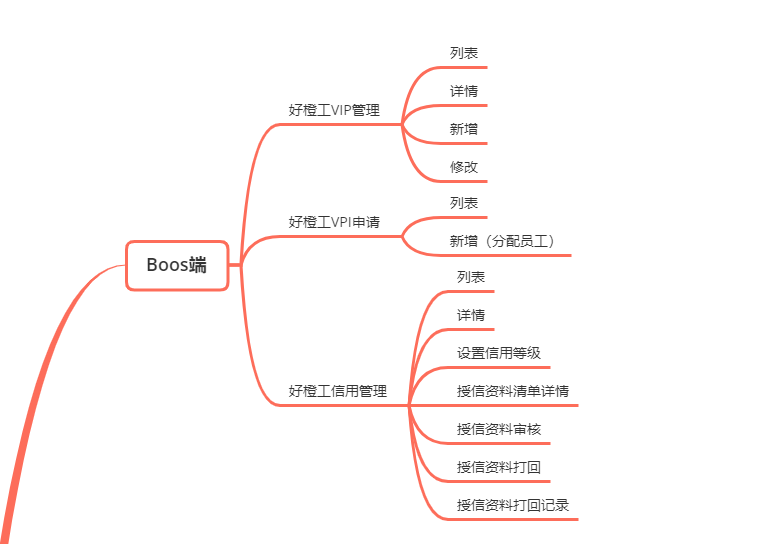 Boos端
好橙工VIP管理
列表
详情
新增
修改
好橙工VPI申请
列表
新增（分配员工）
好橙工信用管理
列表
详情
设置信用等级
授信资料清单详情
授信资料审核
授信资料打回
授信资料打回记录